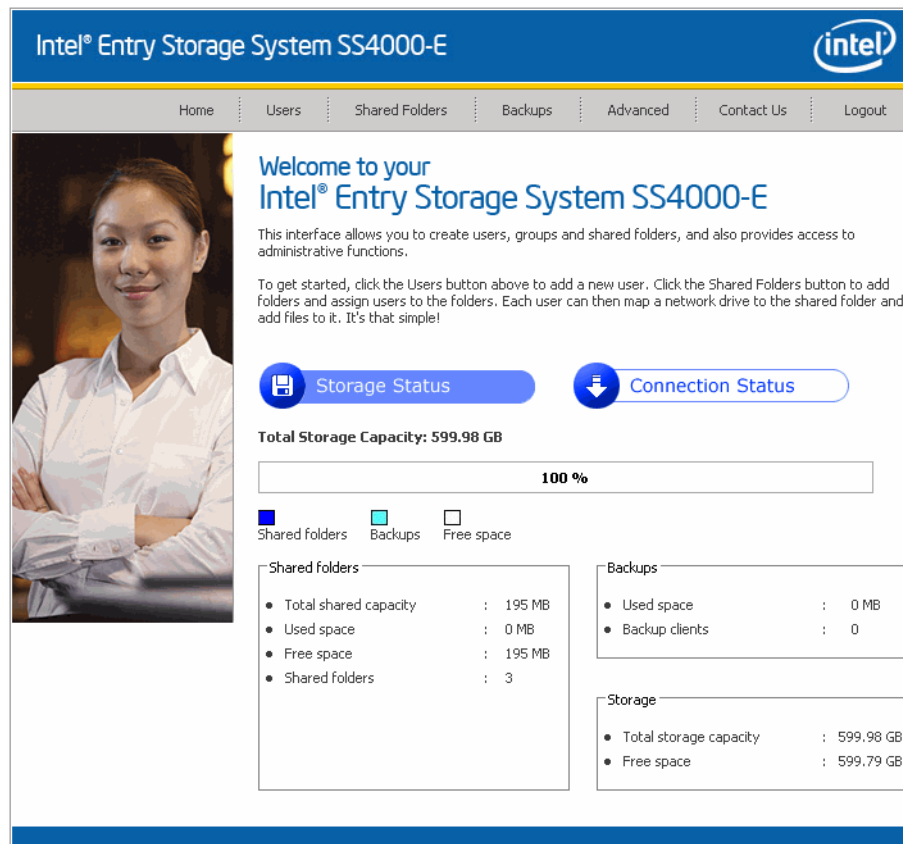 Intel® Entry Storage System SS4000-E
intel
Home Users Shared Folders Backups Advanced Contact Us Logout
Welcome to your
Intel® Entry Storage System SS4000-E
This interface allows you to create users, groups and shared folders, and also provides access to
administrative functions.
To get started, click the Users button above to add a new user. Click the Shared Folders button to add
folders and assign users to the folders. Each user can then map a network drive to the shared folder and
add files to it. It's that simple!
Storage Status Connection Status
Total Storage Capacity: 599.98 GB
100 %
Shared folders Backups Free space
Shared folders
• Total shared capacity : 195 MB
• Used space : 0 MB
• Free space : 195 MB
• Shared folders : 3
Backups
• Used space : 0 MB
• Backup clients : 0
Storage
• Total storage capacity : 599.98 GB
• Free space : 599.79 GB